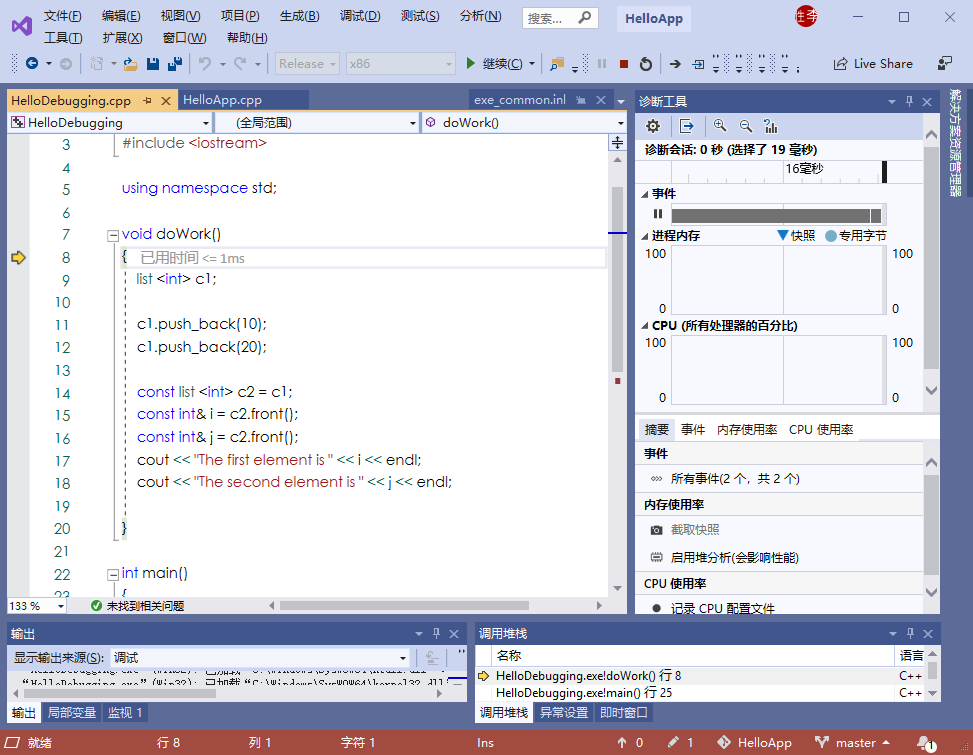 文件(F) 编辑(E) 视图(V) 项目(P) 生成(B) 调试(D) 测试(S) 分析(N) 搜索... HelloApp
工具(T) 扩展(X) 窗口(W) 帮助(H)
Release x86 继续(C) Live Share
HelloDebugging.cpp HelloApp.cpp exe_common.inl
HelloDebugging (全局范围) doWork()
3 #include <iostream>
4
5 using namespace std;
6
7 void doWork()
8 { 已用时间 <= 1ms
9 list <int> c1;
10
11 c1.push_back(10);
12 c1.push_back(20);
13
14 const list <int> c2 = c1;
15 const int& i = c2.front();
16 const int& j = c2.front();
17 cout << "The first element is " << i << endl;
18 cout << "The second element is " << j << endl;
19
20 }
21
22 int main()
23 {
133 % 未找到相关问题
诊断工具
诊断会话: 0 秒 (选择了 19 毫秒)
16毫秒
事件
进程内存 快照 专用字节
100 100
0 0
CPU (所有处理器的百分比)
100 100
0 0
摘要 事件 内存使用率 CPU 使用率
事件
所有事件(2 个，共 2 个)
内存使用率
截取快照
启用堆分析(会影响性能)
CPU 使用率
记录 CPU 配置文件
解决方案资源管理器
输出
显示输出来源(S): 调试
“HelloDebugging.exe”(Win32): 已加载“C:\Windows\SysWOW64\ntdll.dll
“HelloDebugging.exe”(Win32): 已加载“C:\Windows\SysWOW64\kernel32.dll
输出 局部变量 监视 1
调用堆栈
名称 语言
HelloDebugging.exe!doWork() 行 8 C++
HelloDebugging.exe!main() 行 25 C++
调用堆栈 异常设置 即时窗口
就绪 行 8 列 1 字符 1 Ins 0 1 HelloApp master 1